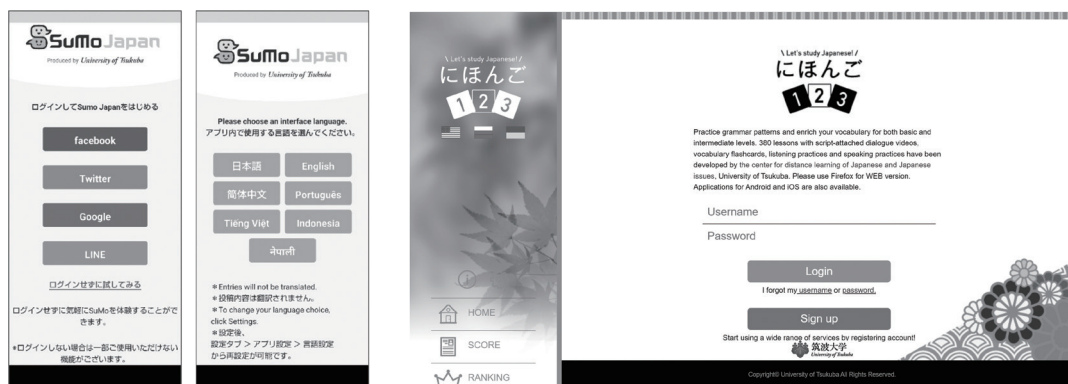 SuMo Japan
Produced by University of Tsukuba
ログインしてSumo Japanをはじめる
facebook
Twitter
Google
LINE
ログインせずに試してみる
ログインせずに気軽にSuMoを体験することがで
きます。
*ログインしない場合は一部ご使用いただけない
機能がございます。
SuMo Japan
Produced by University of Tsukuba
Please choose an interface language.
アプリ内で使用する言語を選んでください。
日本語 English
简体中文 Português
Tiếng Việt Indonesia
नेपाली
* Entries will not be
translated.
* 投稿内容は翻訳されません。
* To change your language choice,
click Settings.
* 設定後、
設定タブ > アプリ設定 > 言語設定
から再設定が可能です。
\ Let's study Japanese! /
にほんご
1 2 3
HOME
SCORE
RANKING
\ Let's study Japanese! /
にほんご
1 2 3
Practice grammar patterns and enrich your vocabulary for both basic and
intermediate levels. 380 lessons with script-attached dialogue videos,
vocabulary flashcards, listening practices and speaking practices have been
developed by the center for distance learning of Japanese and Japanese
issues, University of Tsukuba. Please use Firefox for WEB version.
Applications for Android and iOS are also available.
Username
Password
Login
I forgot my username or password.
Sign up
Start using a wide range of services by registering account!
筑波大学
University of Tsukuba
Copyright© University of Tsukuba All Rights Reserved.